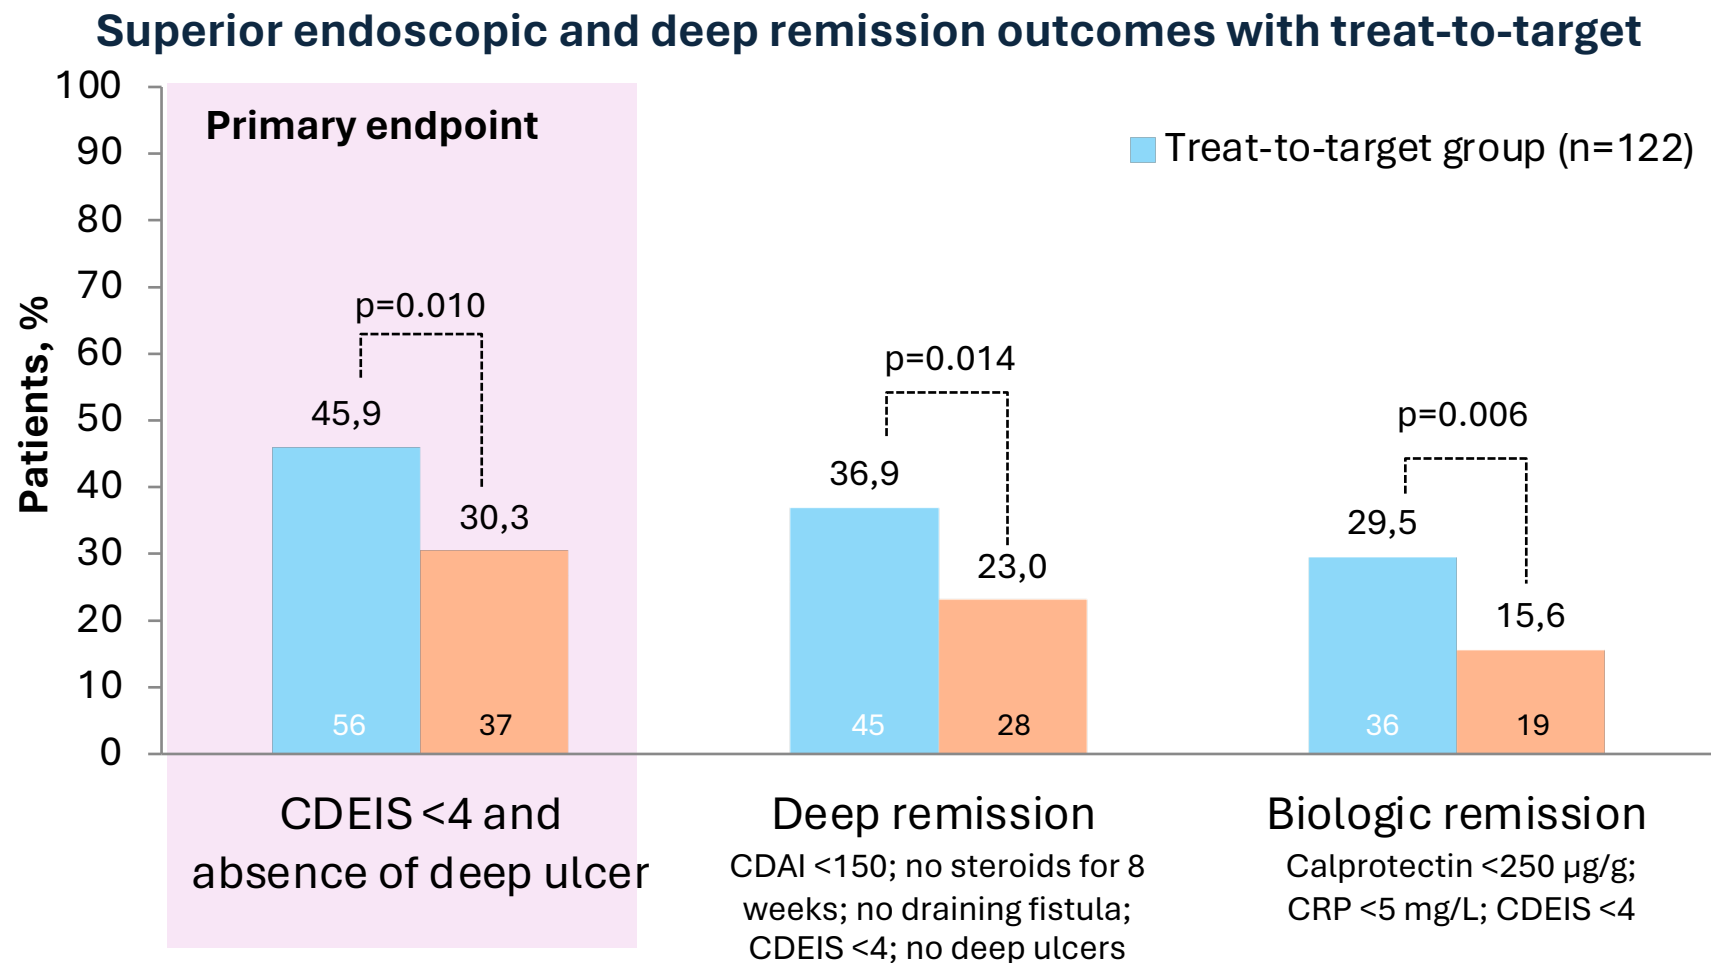 Superior endoscopic and deep remission outcomes with treat-to-target
100
90
80
70
60
50
40
30
20
10
0
Patients, %
Primary endpoint
Treat-to-target group (n=122)
p=0.010
45,9
30,3
56
37
p=0.014
36,9
23,0
45
28
p=0.006
29,5
15,6
36
19
CDEIS <4 and
absence of deep ulcer
Deep remission
CDAI <150; no steroids for 8
weeks; no draining fistula;
CDEIS <4; no deep ulcers
Biologic remission
Calprotectin <250 µg/g;
CRP <5 mg/L; CDEIS <4